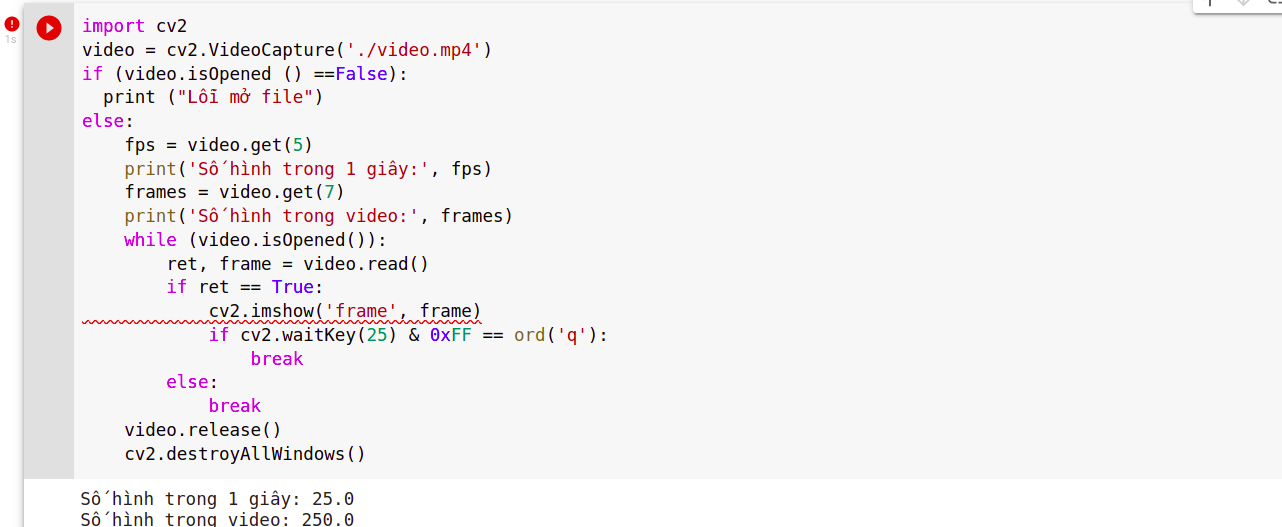 1s
import cv2
video = cv2.VideoCapture('./video.mp4')
if (video.isOpened () ==False):
  print ("Lỗi mở file")
else:
    fps = video.get(5)
    print('Số hình trong 1 giây:', fps)
    frames = video.get(7)
    print('Số hình trong video:', frames)
    while (video.isOpened()):
        ret, frame = video.read()
        if ret == True:
            cv2.imshow('frame', frame)
            if cv2.waitKey(25) & 0xFF == ord('q'):
                break
        else:
            break
    video.release()
    cv2.destroyAllWindows()
Số hình trong 1 giây: 25.0
Số hình trong video: 250.0